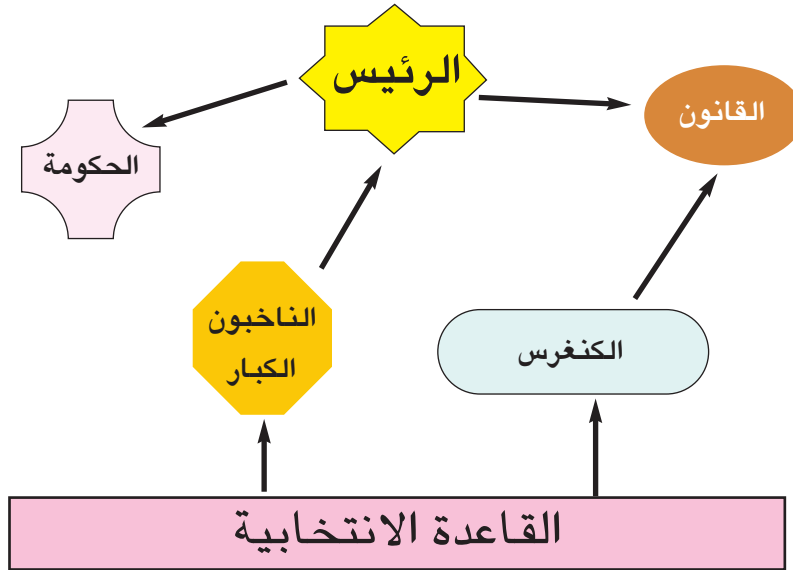 الرئيس
القانون
الحكومة
الناخبون
الكبار
الكنغرس
القاعدة الانتخابية